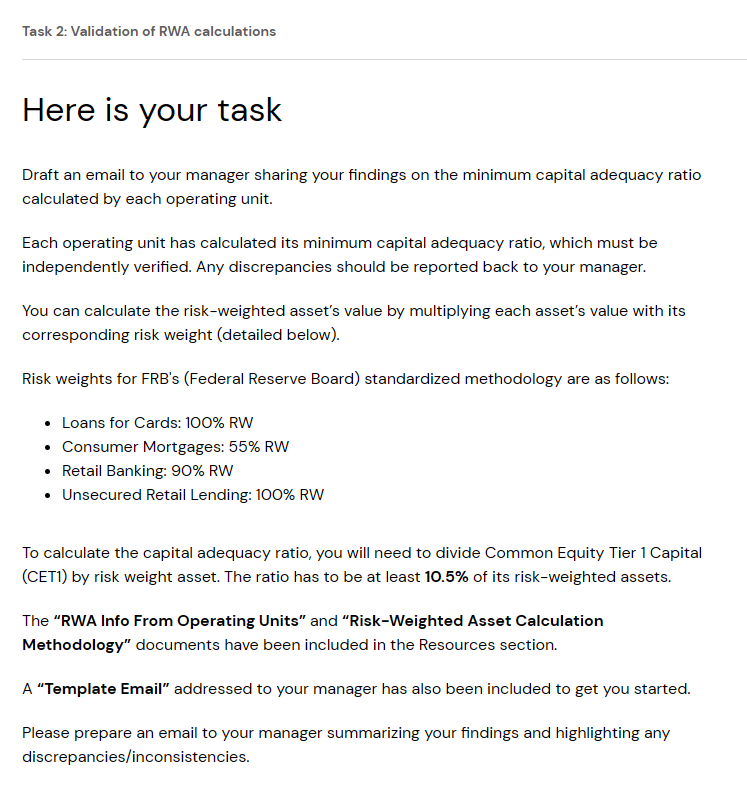 Task 2: Validation of RWA calculations
Here is your task
Draft an email to your manager sharing your findings on the minimum capital adequacy ratio
calculated by each operating unit.
Each operating unit has calculated its minimum capital adequacy ratio, which must be
independently verified. Any discrepancies should be reported back to your manager.
You can calculate the risk-weighted asset’s value by multiplying each asset’s value with its
corresponding risk weight (detailed below).
Risk weights for FRB's (Federal Reserve Board) standardized methodology are as follows:
• Loans for Cards: 100% RW
• Consumer Mortgages: 55% RW
• Retail Banking: 90% RW
• Unsecured Retail Lending: 100% RW
To calculate the capital adequacy ratio, you will need to divide Common Equity Tier 1 Capital
(CET1) by risk weight asset. The ratio has to be at least 10.5% of its risk-weighted assets.
The “RWA Info From Operating Units” and “Risk-Weighted Asset Calculation
Methodology” documents have been included in the Resources section.
A “Template Email” addressed to your manager has also been included to get you started.
Please prepare an email to your manager summarizing your findings and highlighting any
discrepancies/inconsistencies.